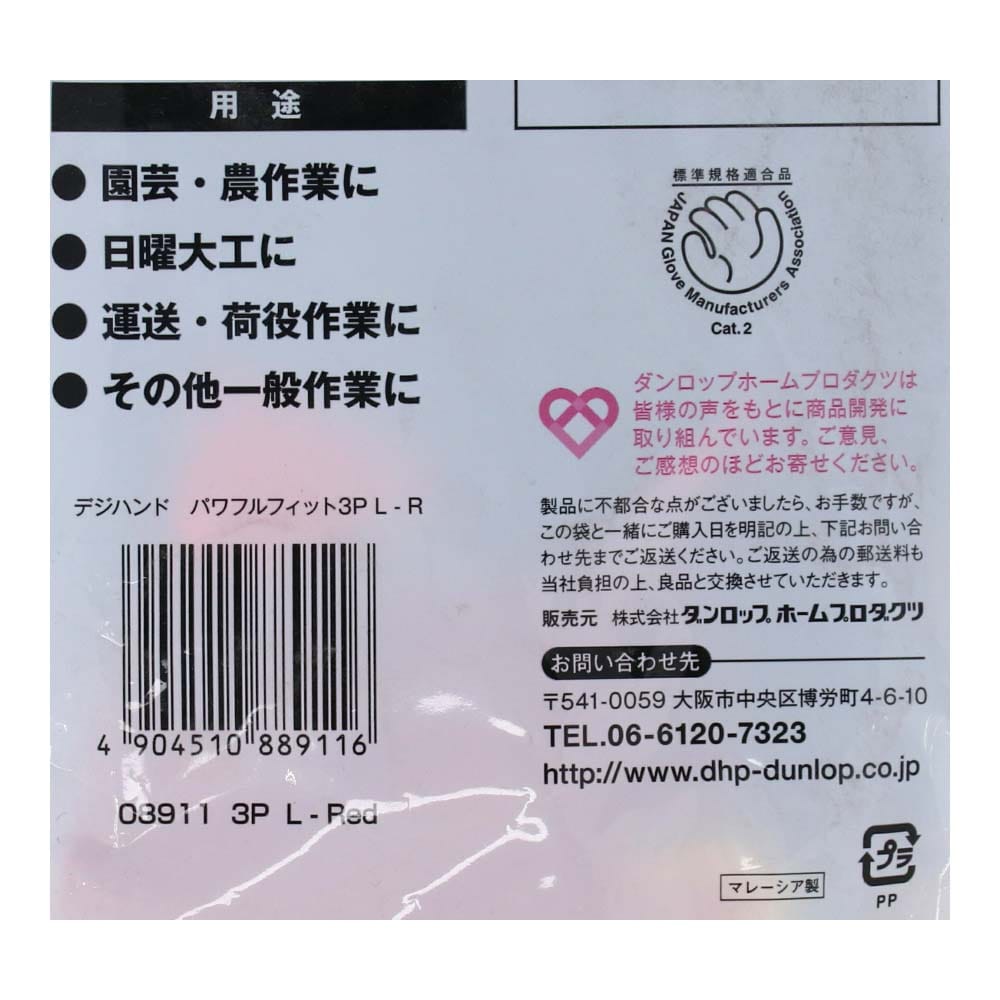 用途
● 園芸・農作業に
● 日曜大工に
● 運送・荷役作業に
● その他一般作業に
デジハンド パワフルフィット3P L - R
4 904510 889116
08911 3P L - Red
標準規格適合品
JAPAN Glove Manufacturers Association
Cat. 2
ダンロップホームプロダクツは
皆様の声をもとに商品開発に
取り組んでいます。ご意見、
ご感想のほどお寄せください。
製品に不都合な点がございましたら、お手数ですが、
この袋と一緒にご購入日を明記の上、下記お問い合
わせ先までご返送ください。ご返送の為の郵送料も
当社負担の上、良品と交換させていただきます。
販売元 株式会社ダンロップ ホームプロダクツ
お問い合わせ先
〒541-0059 大阪市中央区博労町4-6-10
TEL.06-6120-7323
http://www.dhp-dunlop.co.jp
プラ
PP
マレーシア製